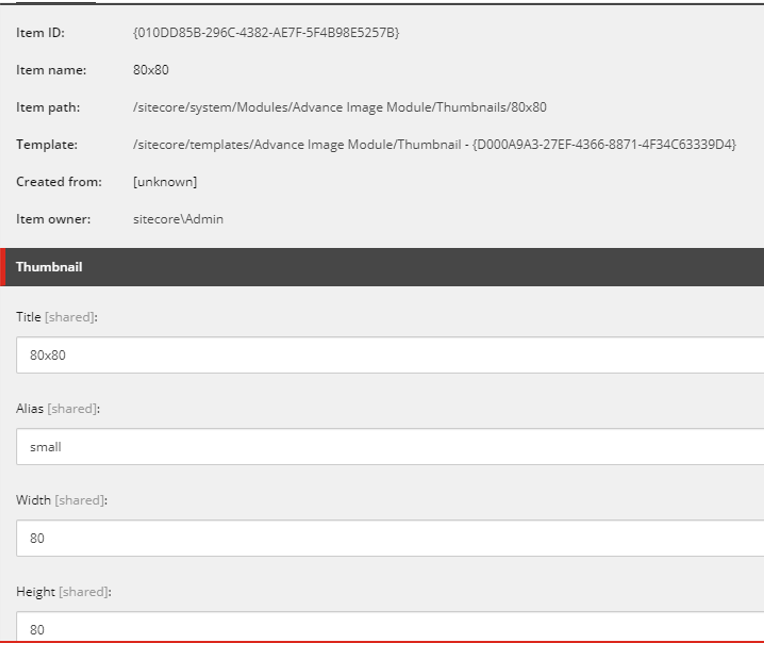 Item ID: {010DD85B-296C-4382-AE7F-5F4B98E5257B}
Item name: 80x80
Item path: /sitecore/system/Modules/Advance Image Module/Thumbnails/80x80
Template: /sitecore/templates/Advance Image Module/Thumbnail - {D000A9A3-27EF-4366-8871-4F34C63339D4}
Created from: [unknown]
Item owner: sitecore\Admin
Thumbnail
Title [shared]:
80x80
Alias [shared]:
small
Width [shared]:
80
Height [shared]:
80